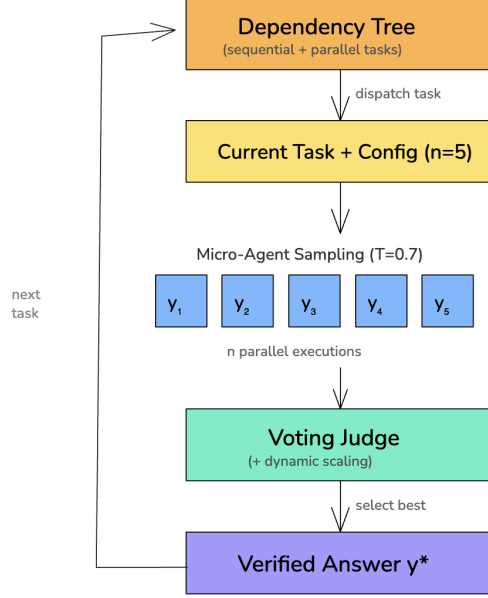 Dependency Tree
(sequential + parallel tasks)
dispatch task
Current Task + Config (n=5)
Micro-Agent Sampling (T=0.7)
y₁ y₂ y₃ y₄ y₅
next
task
n parallel executions
Voting Judge
(+ dynamic scaling)
select best
Verified Answer y*